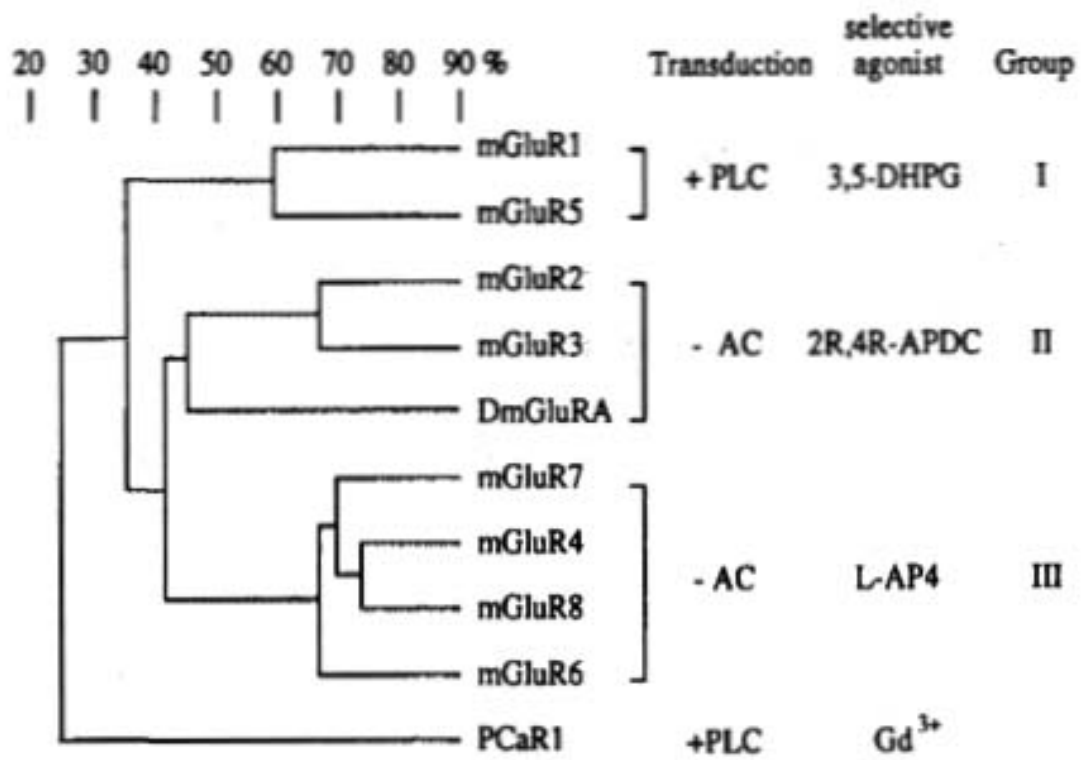 selective
20 30 40 50 60 70 80 90 % Transduction agonist Group
mGluR1
+ PLC 3,5-DHPG I
mGluR5
mGluR2
mGluR3 - AC 2R,4R-APDC II
DmGluRA
mGluR7
mGluR4
- AC L-AP4 III
mGluR8
mGluR6
PCaR1 +PLC Gd3+